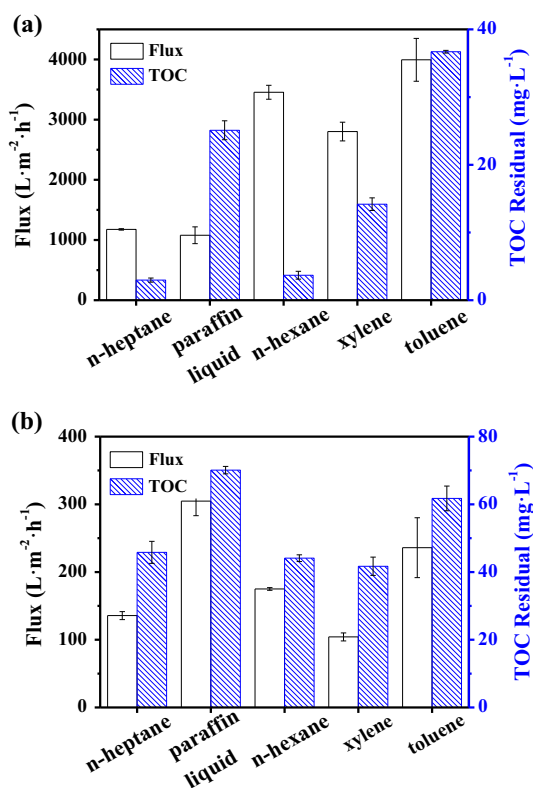 (a)
Flux
TOC
Flux (L·m⁻²·h⁻¹)
4000
3000
2000
1000
0
TOC Residual (mg·L⁻¹)
40
20
0
n-heptane
paraffin
liquid
n-hexane
xylene
toluene
(b)
Flux
TOC
Flux (L·m⁻²·h⁻¹)
400
300
200
100
0
TOC Residual (mg·L⁻¹)
80
60
40
20
0
n-heptane
paraffin
liquid
n-hexane
xylene
toluene